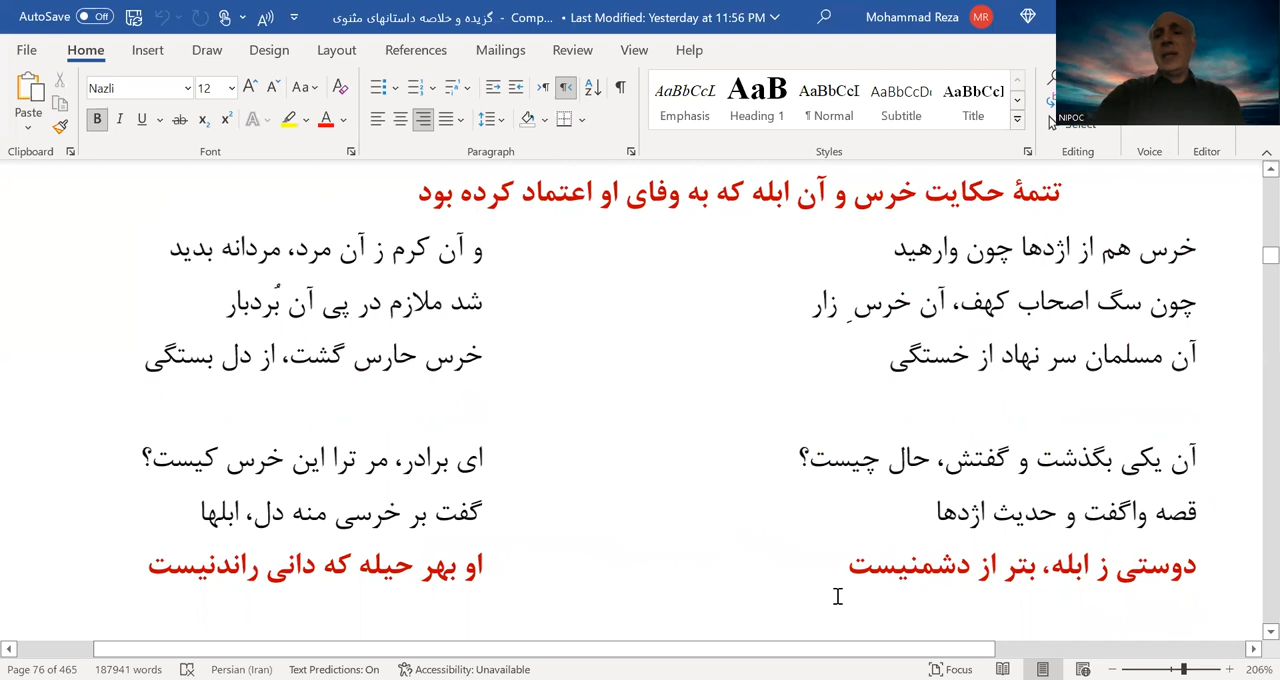 AutoSave Off گزیده و خلاصه داستانهای مثنوی - Comp... • Last Modified: Yesterday at 11:56 PM Mohammad Reza MR
File Home Insert Draw Design Layout References Mailings Review View Help
Nazli 12
Paste
AaBbCcL AaB AaBbCcI AaBbCcD AaBbCcI
Emphasis Heading 1 ¶ Normal Subtitle Title
Select
NIPOC
Clipboard Font Paragraph Styles Editing Voice Editor
تتمهٔ حکایت خرس و آن ابله که به وفای او اعتماد کرده بود
خرس هم از اژدها چون وارهید و آن کرم ز آن مرد، مردانه بدید
چون سگ اصحاب کهف، آن خرسِ زار شد ملازم در پی آن بُردبار
آن مسلمان سر نهاد از خستگی خرس حارس گشت، از دل بستگی
آن یکی بگذشت و گفتش، حال چیست؟ ای برادر، مر ترا این خرس کیست؟
قصه واگفت و حدیث اژدها گفت بر خرسی منه دل، ابلها
دوستی ز ابله، بتر از دشمنیست او بهر حیله که دانی راندنیست
Page 76 of 465 187941 words Persian (Iran) Text Predictions: On Accessibility: Unavailable Focus 206%